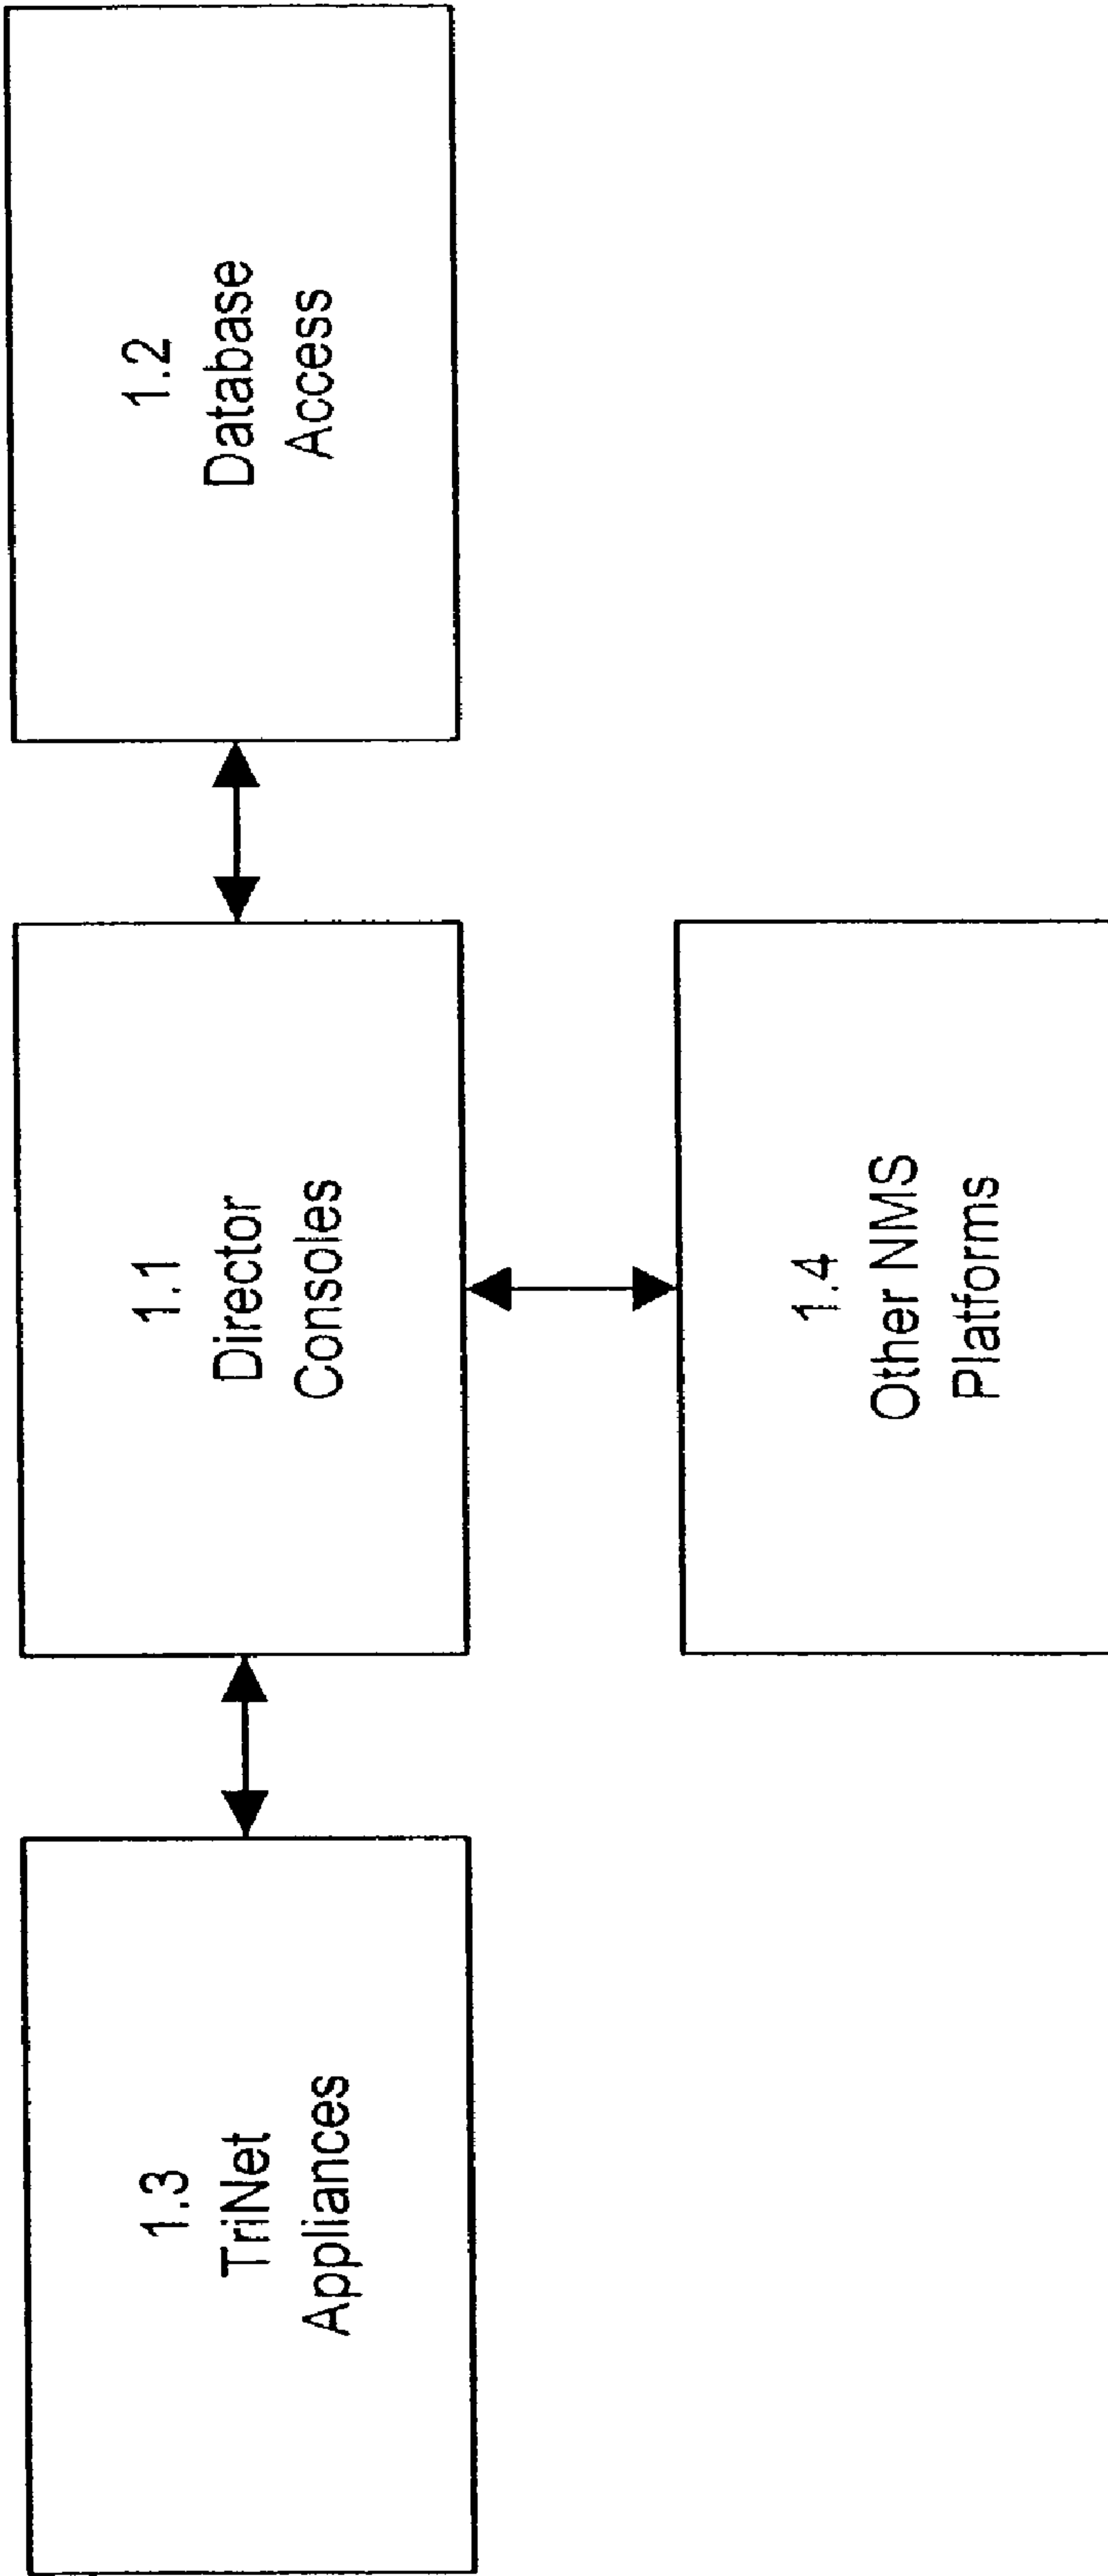 1.3
TriNet
Appliances
1.1
Director
Consoles
1.2
Database
Access
1.4
Other NMS
Platforms